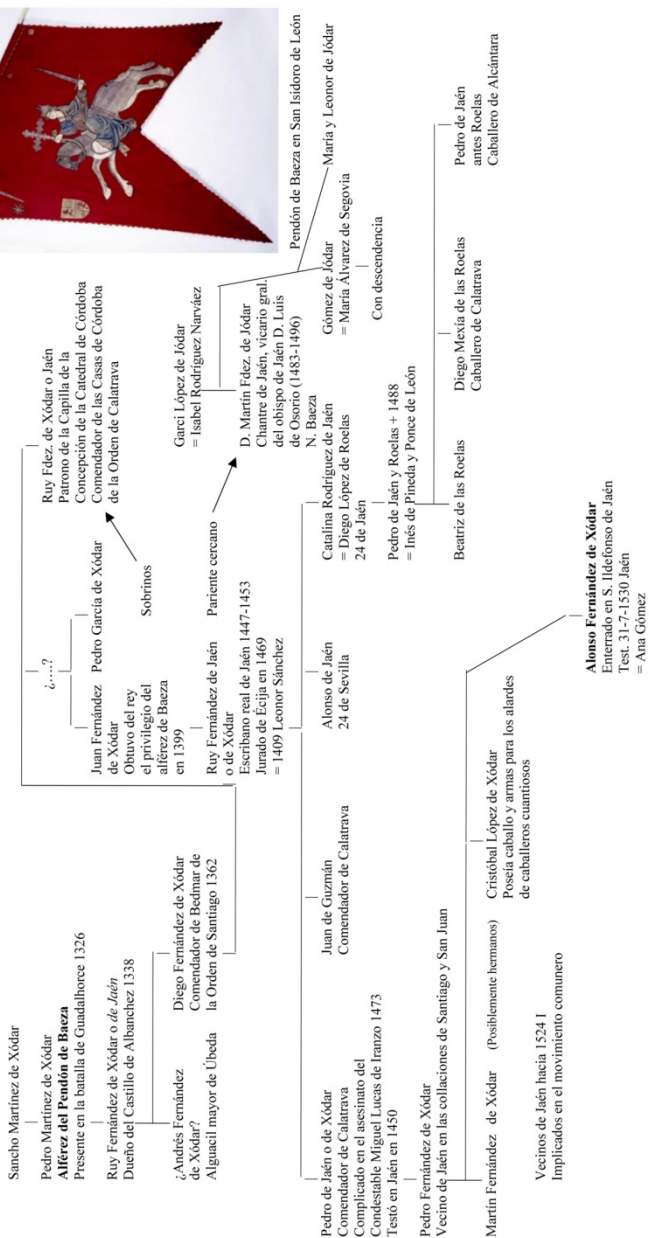 Sancho Martínez de Xódar
Pedro Martínez de Xódar
Alférez del Pendón de Baeza
Presente en la batalla de Guadalhorce 1326
Ruy Fernández de Xódar o de Jaén
Dueño del Castillo de Albanchez 1338
¿Andrés Fernández
de Xódar?
Alguacil mayor de Úbeda
Diego Fernández de Xódar
Comendador de Bedmar de
la Orden de Santiago 1362
¿.....?
Juan Fernández
de Xódar
Obtuvo del rey
el privilegio del
alférez de Baeza
en 1399
Pedro García de Xódar
Sobrinos
Ruy Fdez. de Xódar o Jaén
Patrono de la Capilla de la
Concepción de la Catedral de Córdoba
Comendador de las Casas de Córdoba
de la Orden de Calatrava
Ruy Fernández de Jaén
o de Xódar
Escribano real de Jaén 1447-1453
Jurado de Écija en 1469
= 1409 Leonor Sánchez
Pariente cercano
Garci López de Jódar
= Isabel Rodríguez Narváez
D. Martín Fdez. de Jódar
Chantre de Jaén, vicario gral.
del obispo de Jaén D. Luis
de Osorio (1483-1496)
N. Baeza
Pendón de Baeza en San Isidoro de León
Gómez de Jódar
= María Álvarez de Segovia
Con descendencia
María y Leonor de Jódar
Pedro de Jaén o de Xódar
Comendador de Calatrava
Complicado en el asesinato del
Condestable Miguel Lucas de Iranzo 1473
Testó en Jaén en 1450
Juan de Guzmán
Comendador de Calatrava
Alonso de Jaén
24 de Sevilla
Catalina Rodríguez de Jaén
= Diego López de Roelas
24 de Jaén
Pedro de Jaén y Roelas + 1488
= Inés de Pineda y Ponce de León
Beatriz de las Roelas
Diego Mexía de las Roelas
Caballero de Calatrava
Pedro de Jaén
antes Roelas
Caballero de Alcántara
Pedro Fernández de Xódar
Vecino de Jaén en las collaciones de Santiago y San Juan
Martín Fernández de Xódar
(Posiblemente hermanos)
Cristóbal López de Xódar
Poseía caballo y armas para los alardes
de caballeros cuantiosos
Vecinos de Jaén hacia 1524 I
Implicados en el movimiento comunero
Alonso Fernández de Xódar
Enterrado en S. Ildefonso de Jaén
Test. 31-7-1530 Jaén
= Ana Gómez